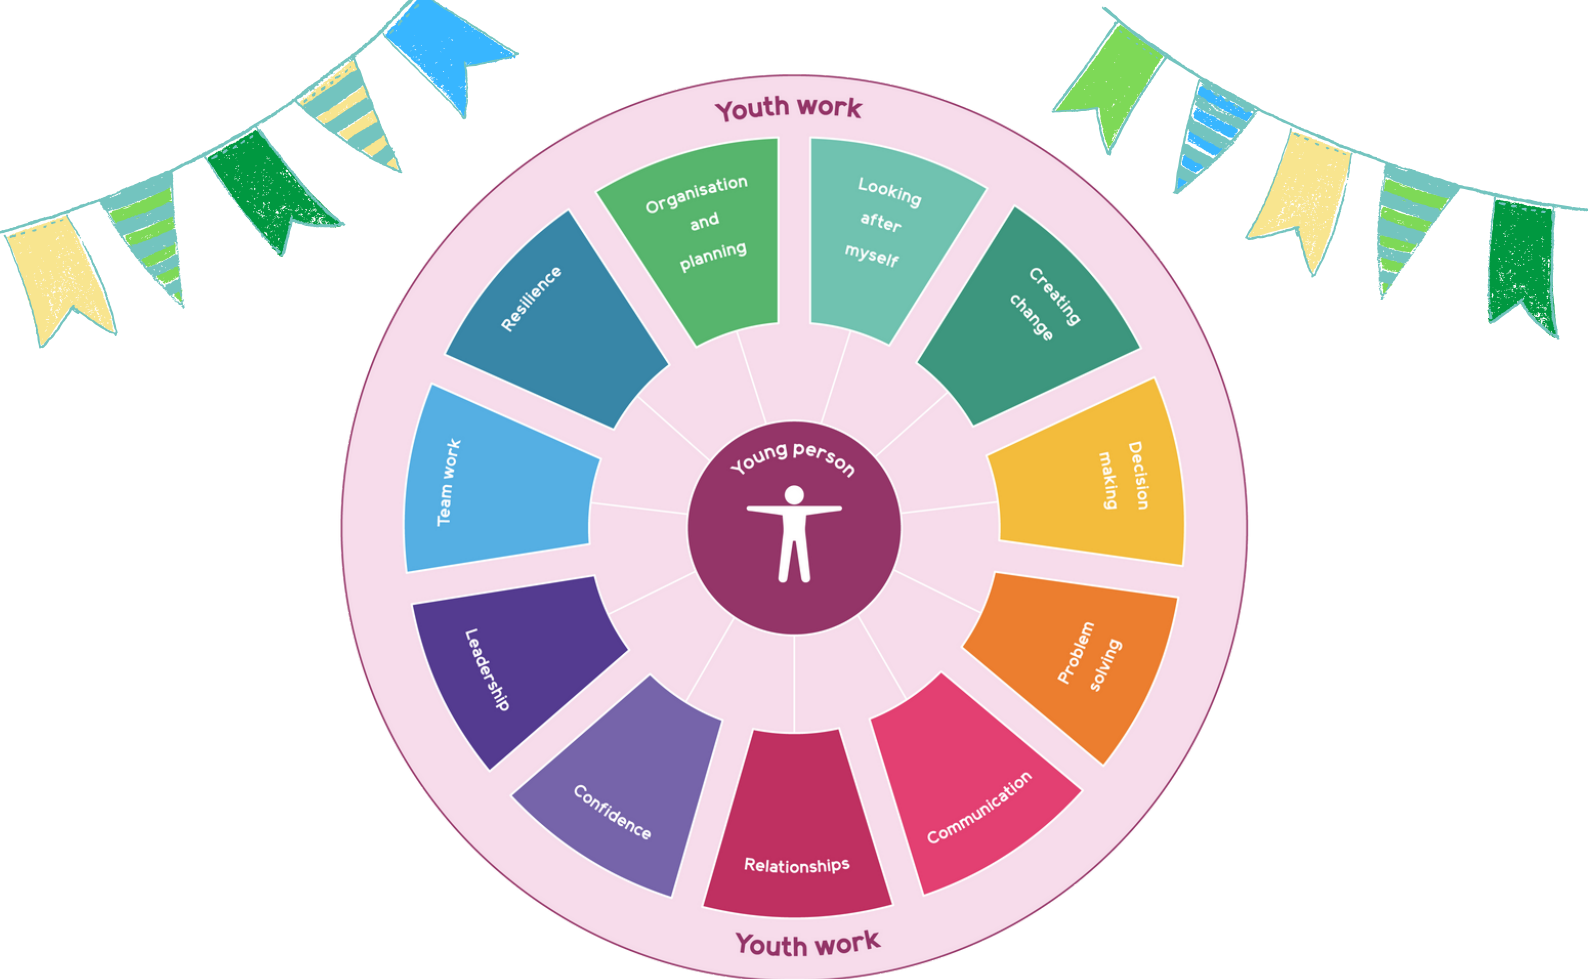 Youth work
Organisation
and
planning
Looking
after
myself
Creating
change
Decision
making
Problem
solving
Communication
Relationships
Confidence
Leadership
Team work
Resilience
Young person
Youth work